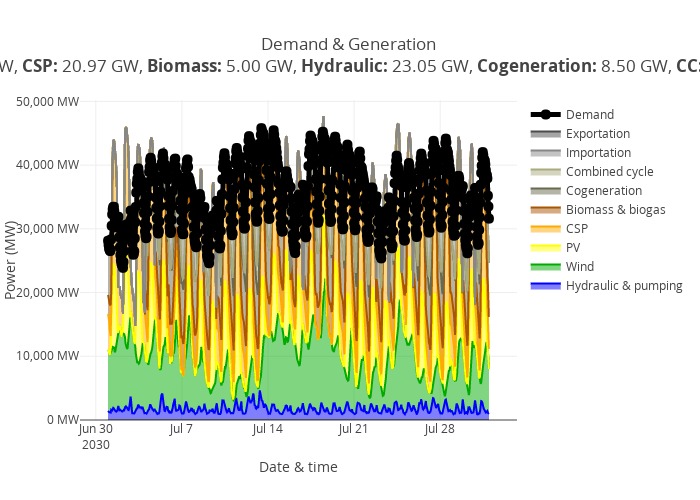 Demand & Generation
W, CSP: 20.97 GW, Biomass: 5.00 GW, Hydraulic: 23.05 GW, Cogeneration: 8.50 GW, CC:
50,000 MW
40,000 MW
30,000 MW
20,000 MW
10,000 MW
0 MW
Power (MW)
Jun 30
2030
Jul 7
Jul 14
Jul 21
Jul 28
Date & time
Demand
Exportation
Importation
Combined cycle
Cogeneration
Biomass & biogas
CSP
PV
Wind
Hydraulic & pumping